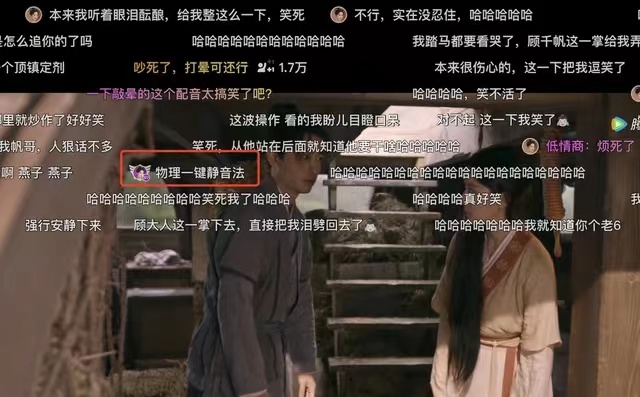 本来我听着眼泪酝酿，给我整这么一下，笑死
不行，实在没忍住，哈哈哈哈哈
是怎么追你的了吗
哈哈哈哈哈哈哈哈哈哈哈哈
我踏马都要看哭了，顾千帆这一掌给我弄
个顶镇定剂
吵死了，打晕可还行
1.7万
本来很伤心的，这一下把我逗笑了
一下敲晕的这个配音太搞笑了吧?
哈哈哈哈，笑不活了
里就炒作了好好笑
这波操作 看的我盼儿目瞪口呆
对不起 这一下我笑了
我帆哥，人狠话不多
笑死，从他站在后面就知道他要干啥哈哈哈哈哈
低情商：烦死了
啊 燕子 燕子
物理一键静音法
哈哈哈哈哈哈哈哈哈哈哈哈哈哈哈哈哈
哈哈哈哈哈哈哈哈笑死我了哈哈哈
哈哈哈哈真好笑
强行安静下来
顾大人这一掌下去，直接把我泪劈回去了
哈哈哈哈哈哈哈我就知道你个老6